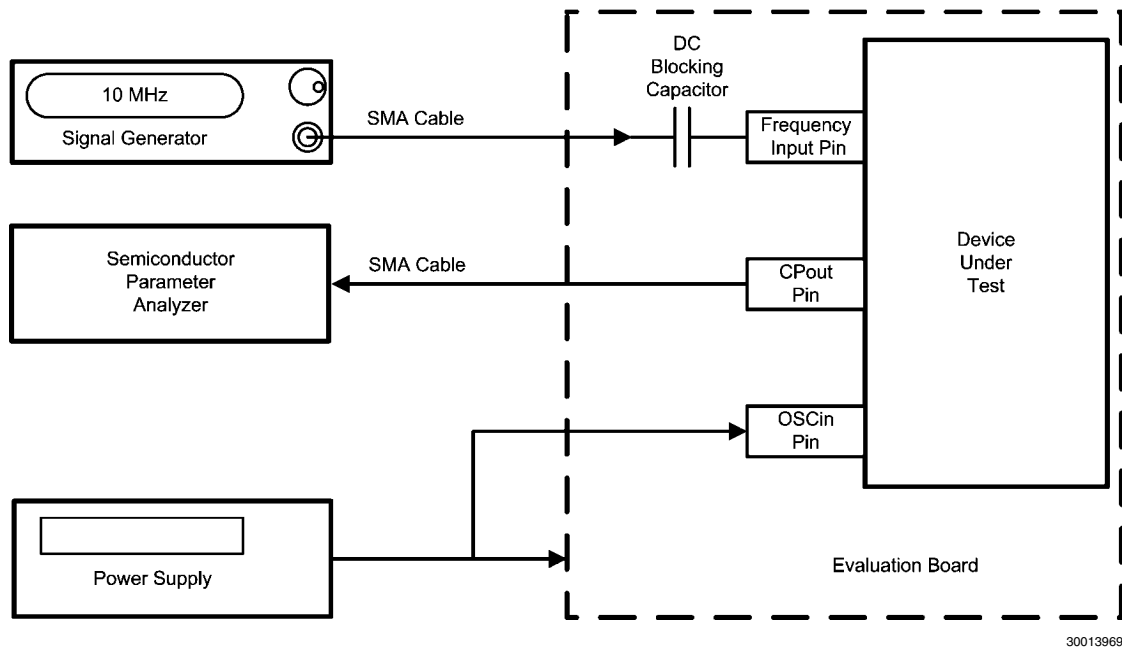 10 MHz
Signal Generator
SMA Cable
DC
Blocking
Capacitor
Frequency
Input Pin
Semiconductor
Parameter
Analyzer
SMA Cable
CPout
Pin
Device
Under
Test
OSCin
Pin
Power Supply
Evaluation Board
30013969